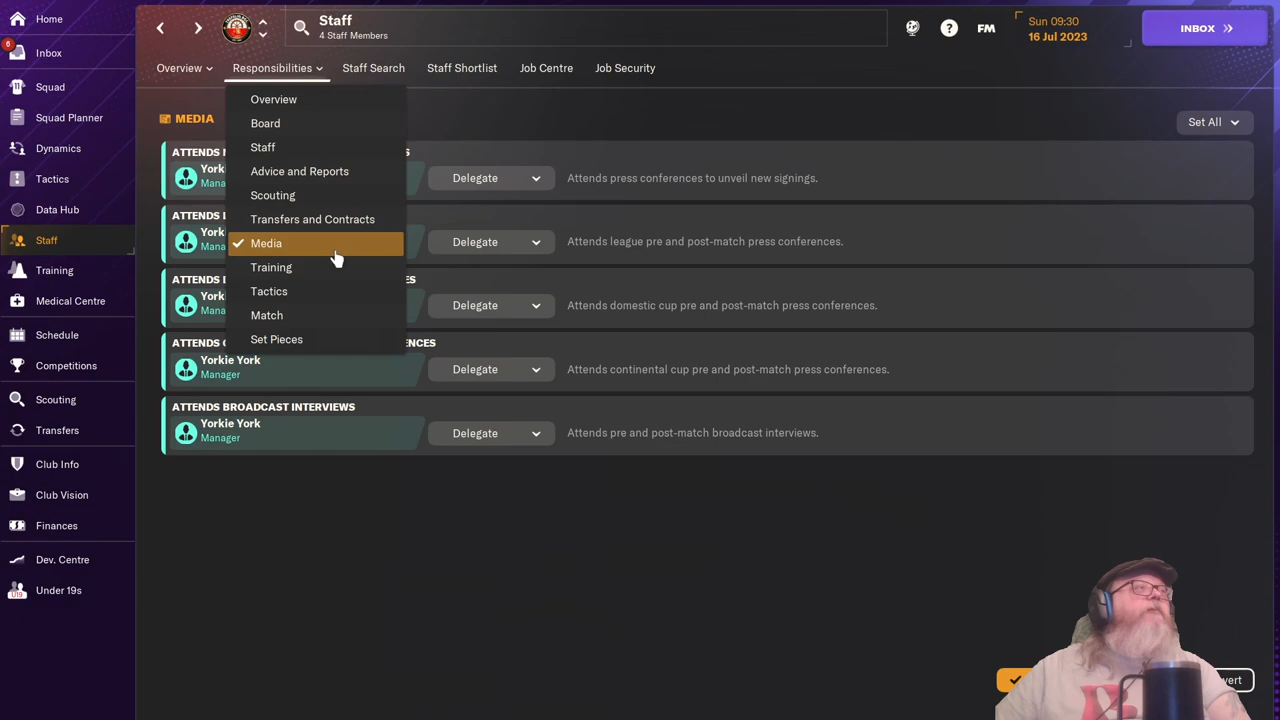 Home
6
Inbox
Squad
Squad Planner
Dynamics
Tactics
Data Hub
Staff
Training
Medical Centre
Schedule
Competitions
Scouting
Transfers
Club Info
Club Vision
Finances
Dev. Centre
U19
Under 19s
Staff
4 Staff Members
?
FM
Sun 09:30
16 Jul 2023
INBOX
Overview
Responsibilities
Staff Search
Staff Shortlist
Job Centre
Job Security
Overview
Board
Staff
Advice and Reports
Scouting
Transfers and Contracts
Media
Training
Tactics
Match
Set Pieces
MEDIA
Set All
ATTENDS
Delegate
Attends press conferences to unveil new signings.
ATTENDS
Delegate
Attends league pre and post-match press conferences.
ATTENDS
Delegate
Attends domestic cup pre and post-match press conferences.
ATTENDS
Yorkie York
Manager
Delegate
Attends continental cup pre and post-match press conferences.
ATTENDS BROADCAST INTERVIEWS
Yorkie York
Manager
Delegate
Attends pre and post-match broadcast interviews.